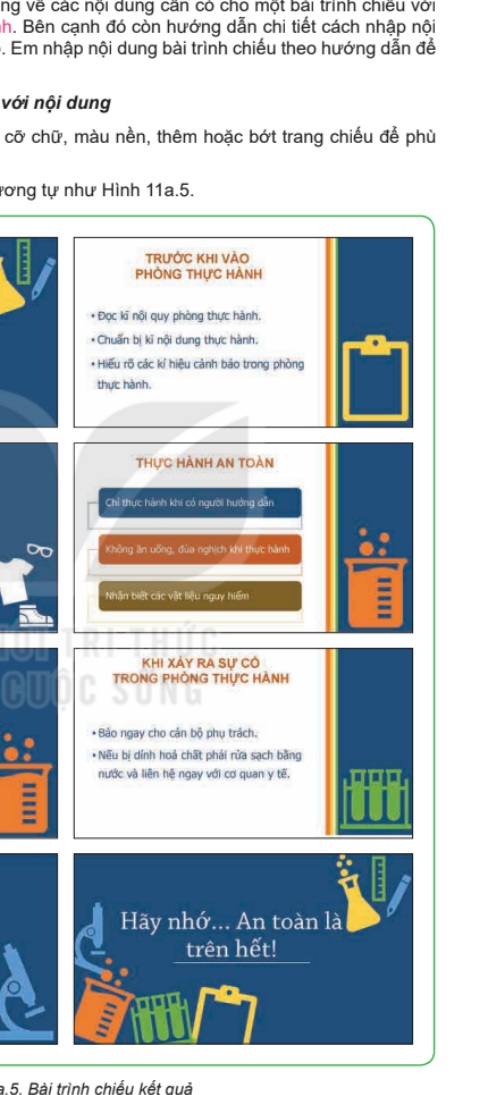 ng về các nội dung cần có cho một bài trình chiếu với
nh. Bên cạnh đó còn hướng dẫn chi tiết cách nhập nội
. Em nhập nội dung bài trình chiếu theo hướng dẫn để
với nội dung
cỡ chữ, màu nền, thêm hoặc bớt trang chiếu để phù
ương tự như Hình 11a.5.
TRƯỚC KHI VÀO
PHÒNG THỰC HÀNH
• Đọc kĩ nội quy phòng thực hành.
• Chuẩn bị kĩ nội dung thực hành.
• Hiểu rõ các kí hiệu cảnh báo trong phòng
thực hành.
THỰC HÀNH AN TOÀN
Chỉ thực hành khi có người hướng dẫn
Không ăn uống, đùa nghịch khi thực hành
Nhận biết các vật liệu nguy hiểm
NỐI TRI THỨC
CUỘC SỐNG
KHI XẢY RA SỰ CỐ
TRONG PHÒNG THỰC HÀNH
• Báo ngay cho cán bộ phụ trách.
• Nếu bị dính hoá chất phải rửa sạch bằng
nước và liên hệ ngay với cơ quan y tế.
Hãy nhớ... An toàn là
trên hết!
a.5. Bài trình chiếu kết quả